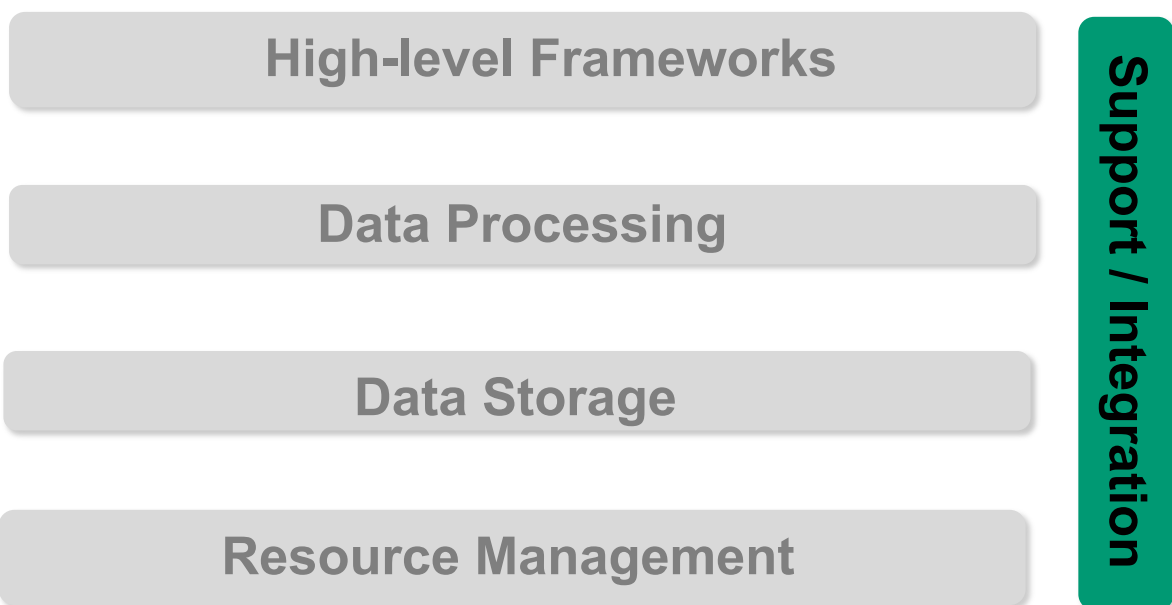 High-level Frameworks
Data Processing
Data Storage
Resource Management
Support / Integration